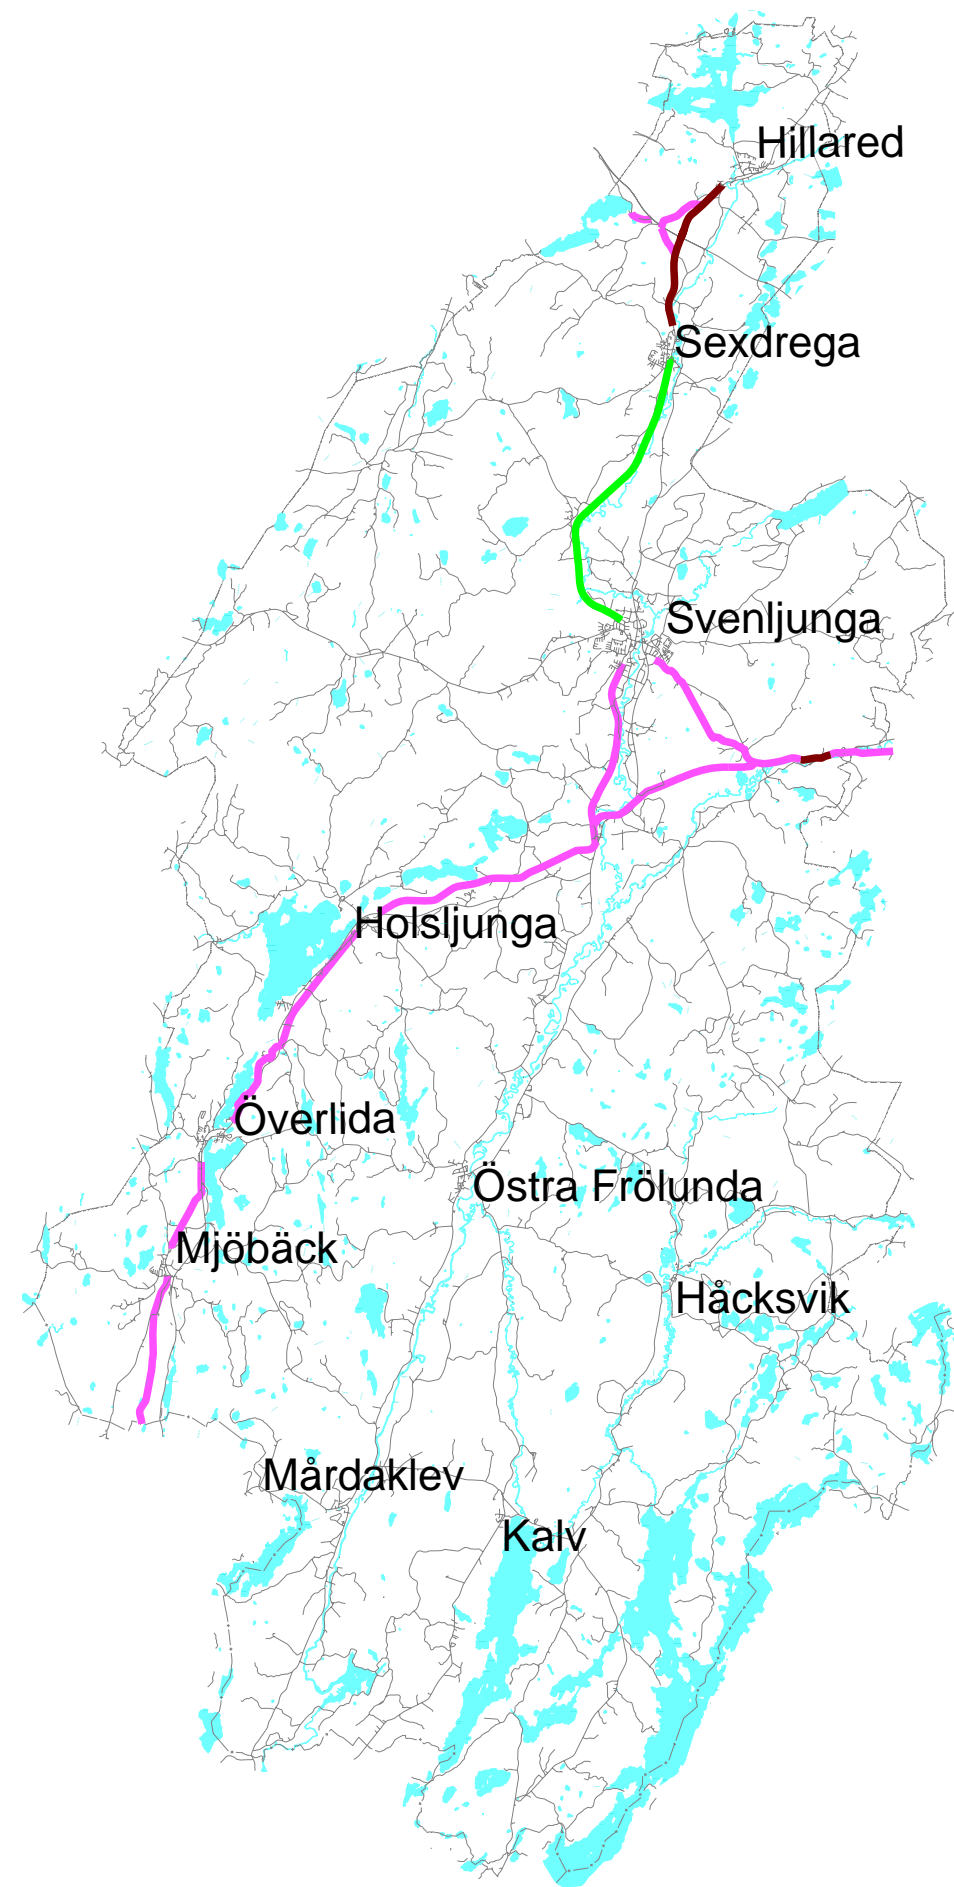 Hillared
Sexdrega
Svenljunga
Holsljunga
Överlida
Östra Frölunda
Mjöbäck
Håcksvik
Mårdaklev
Kalv